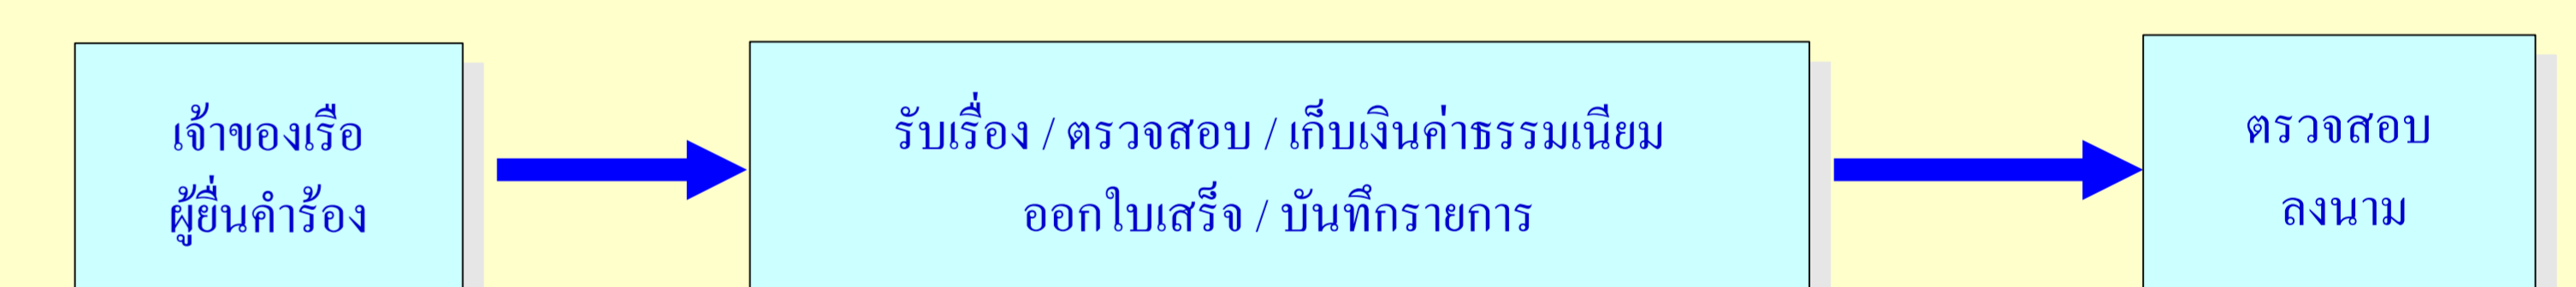 เจ้าของเรือ
ผู้ยื่นคำร้อง
รับเรื่อง / ตรวจสอบ / เก็บเงินค่าธรรมเนียม
ออกใบเสร็จ / บันทึกรายการ
ตรวจสอบ
ลงนาม